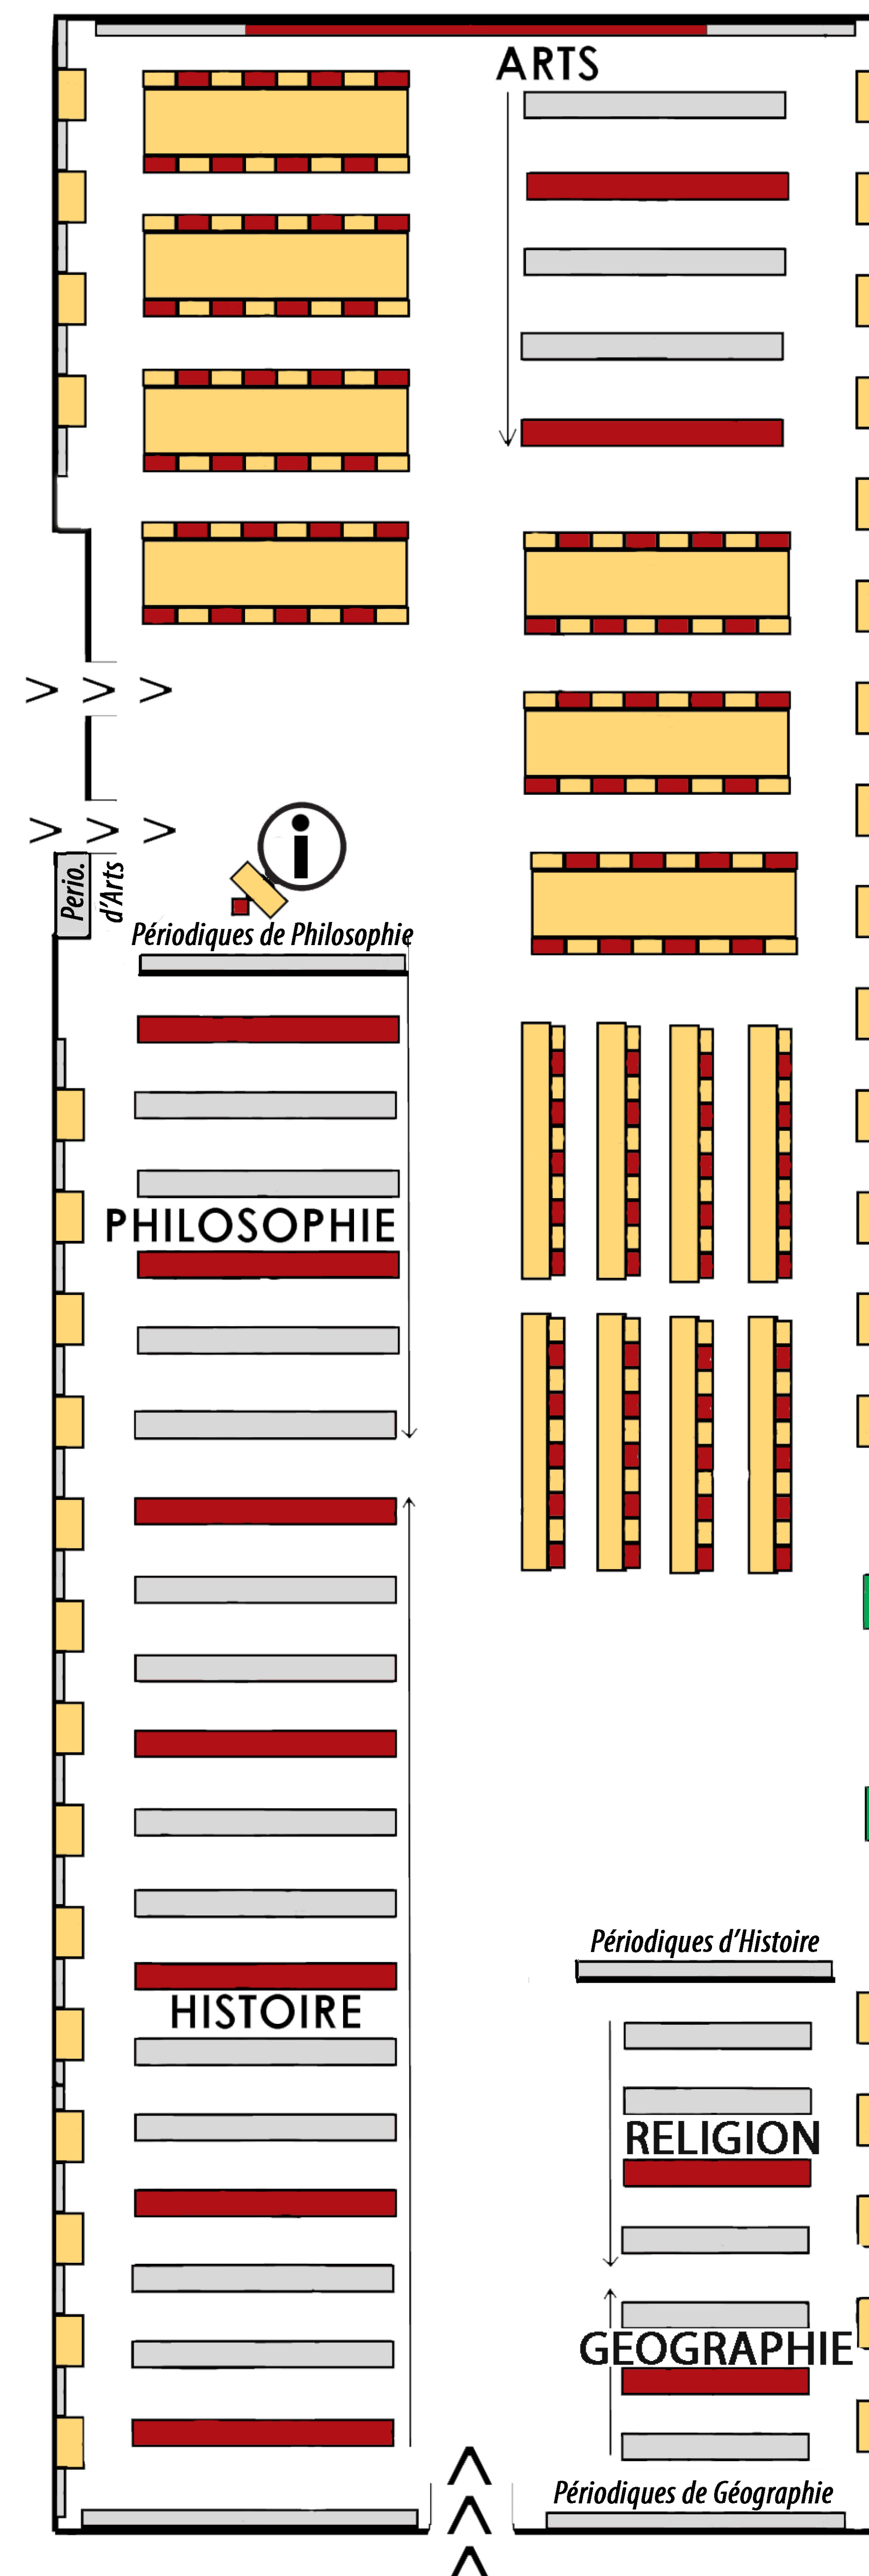 ARTS
> > >
> > >
i
Perio.
d'Arts
Périodiques de Philosophie
PHILOSOPHIE
Périodiques d'Histoire
HISTOIRE
RELIGION
GEOGRAPHIE
Périodiques de Géographie